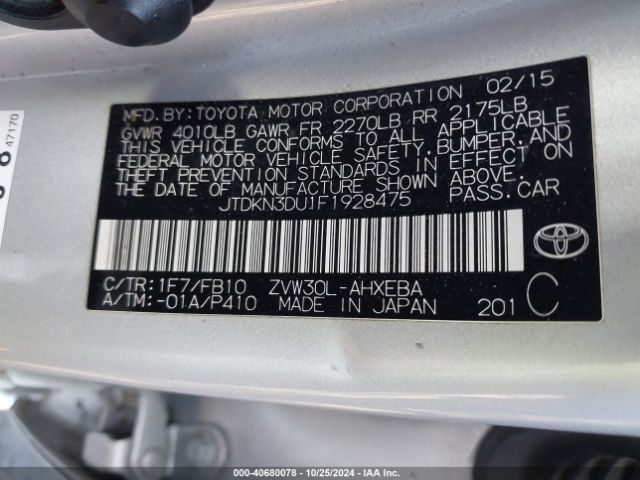 47170
MFD. BY: TOYOTA MOTOR CORPORATION 02/15
GVWR 4010LB GAWR FR 2270LB RR 2175LB
THIS VEHICLE CONFORMS TO ALL APPLICABLE
FEDERAL MOTOR VEHICLE SAFETY, BUMPER, AND
THEFT PREVENTION STANDARDS IN EFFECT ON
THE DATE OF MANUFACTURE SHOWN ABOVE.
JTDKN3DU1F1928475 PASS. CAR
C/TR: 1F7/FB10 ZVW30L-AHXEBA
A/TM: -01A/P410 MADE IN JAPAN 201 C
000-40680078 - 10/25/2024 - IAAI.com